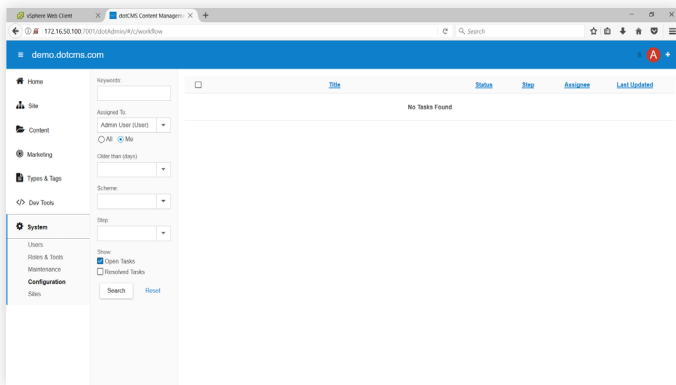 vSphere Web Client
dotCMS Content Managem
172.16.50.100:7001/dotAdmin/#/c/workflow
Search
demo.dotcms.com
A
Home
Site
Content
Marketing
Types & Tags
Dev Tools
System
Users
Roles & Tools
Maintenance
Configuration
Sites
Keywords:
Assigned To:
Admin User (User)
All Me
Older than (days)
Scheme:
Step
Show:
Open Tasks
Resolved Tasks
Search Reset
Title Status Step Assignee Last Updated
No Tasks Found